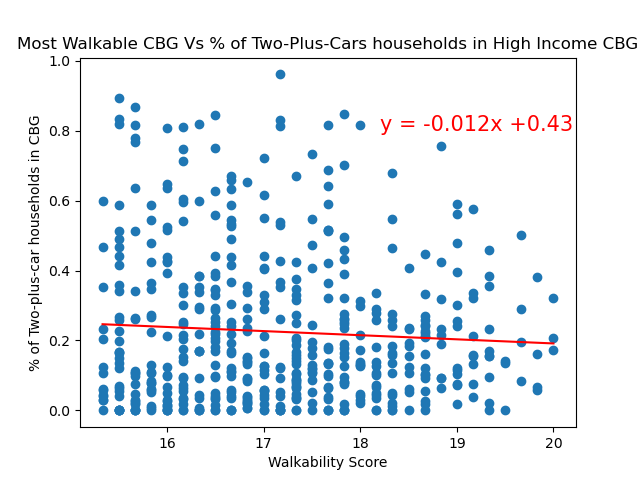 Most Walkable CBG Vs % of Two-Plus-Cars households in High Income CBG
1.0
0.8
0.6
0.4
0.2
0.0
% of Two-plus-car households in CBG
y = -0.012x +0.43
16
17
18
19
20
Walkability Score